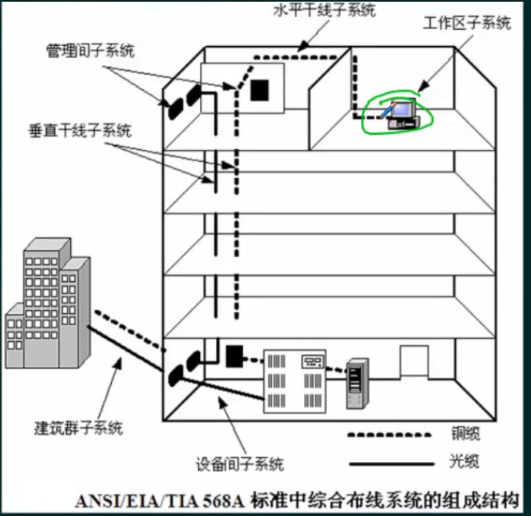 水平干线子系统
工作区子系统
管理间子系统
垂直干线子系统
建筑群子系统
设备间子系统
铜缆
光缆
ANSI/EIA/TIA 568A 标准中综合布线系统的组成结构